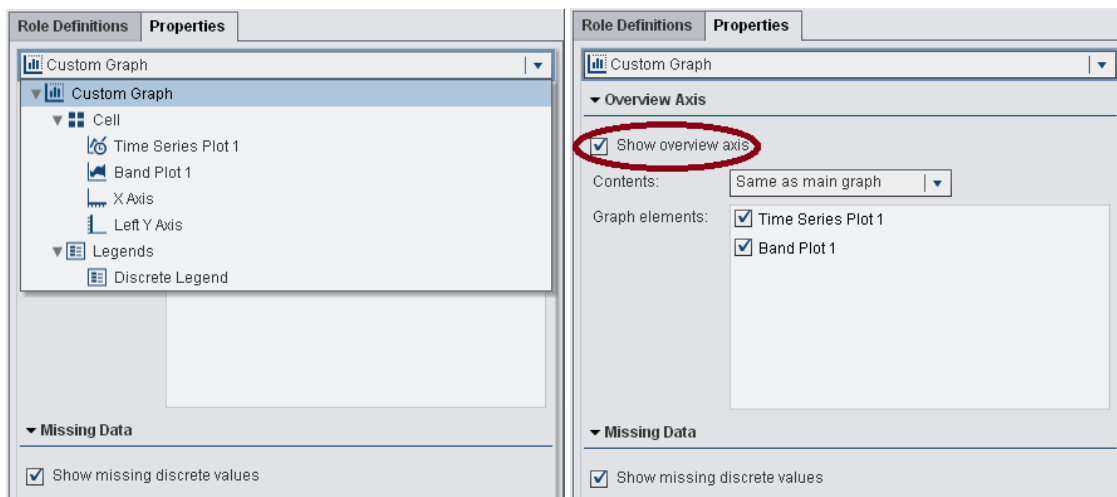 Role Definitions Properties
Custom Graph
Custom Graph
Cell
Time Series Plot 1
Band Plot 1
X Axis
Left Y Axis
Legends
Discrete Legend
Missing Data
Show missing discrete values
Role Definitions Properties
Custom Graph
Overview Axis
Show overview axis
Contents: Same as main graph
Graph elements: Time Series Plot 1
Band Plot 1
Missing Data
Show missing discrete values